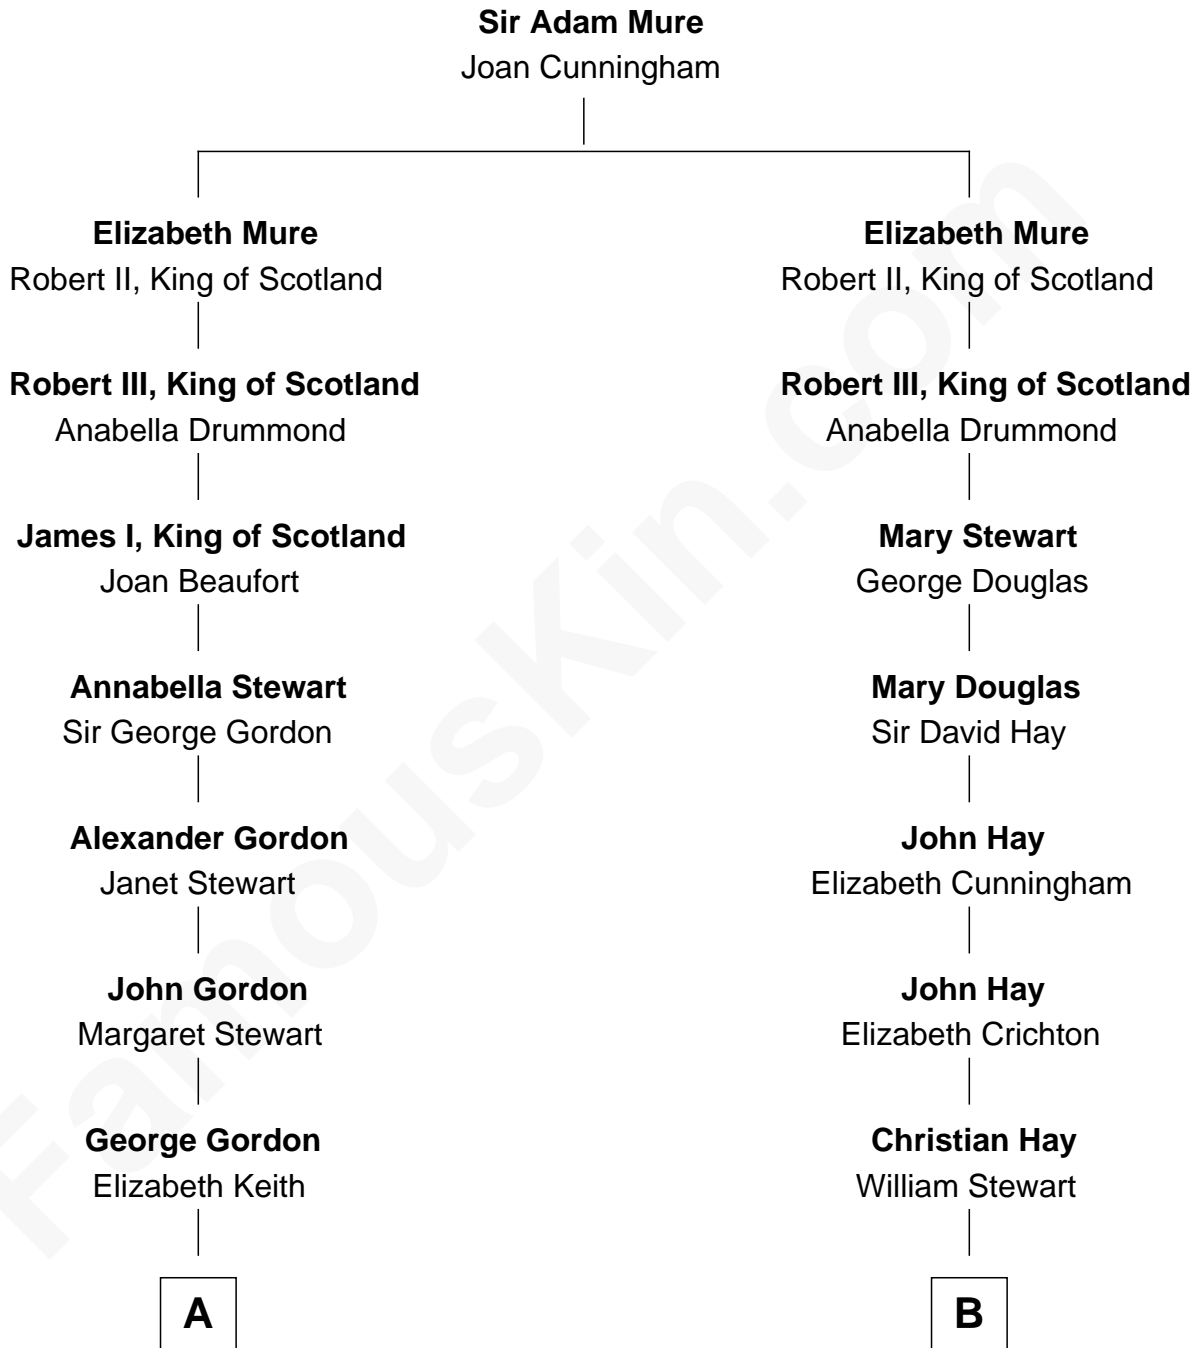 Sir Adam Mure
Joan Cunningham
Elizabeth Mure
Robert II, King of Scotland
Robert III, King of Scotland
Anabella Drummond
James I, King of Scotland
Joan Beaufort
Annabella Stewart
Sir George Gordon
Alexander Gordon
Janet Stewart
John Gordon
Margaret Stewart
George Gordon
Elizabeth Keith
A
Elizabeth Mure
Robert II, King of Scotland
Robert III, King of Scotland
Anabella Drummond
Mary Stewart
George Douglas
Mary Douglas
Sir David Hay
John Hay
Elizabeth Cunningham
John Hay
Elizabeth Crichton
Christian Hay
William Stewart
B
FamousKin.com